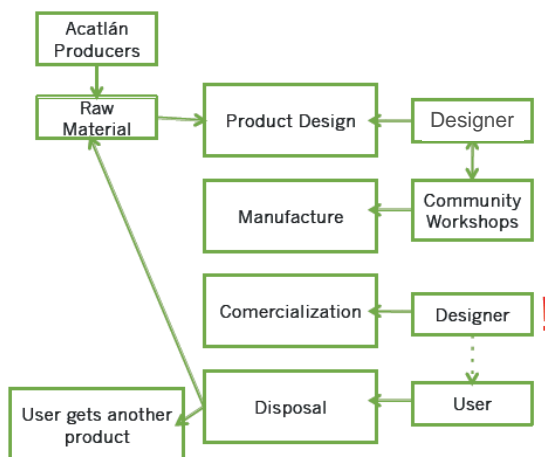 Acatlán
Producers
Raw
Material
Product Design
Designer
Manufacture
Community
Workshops
Comercialization
Designer
!
User gets another
product
Disposal
User